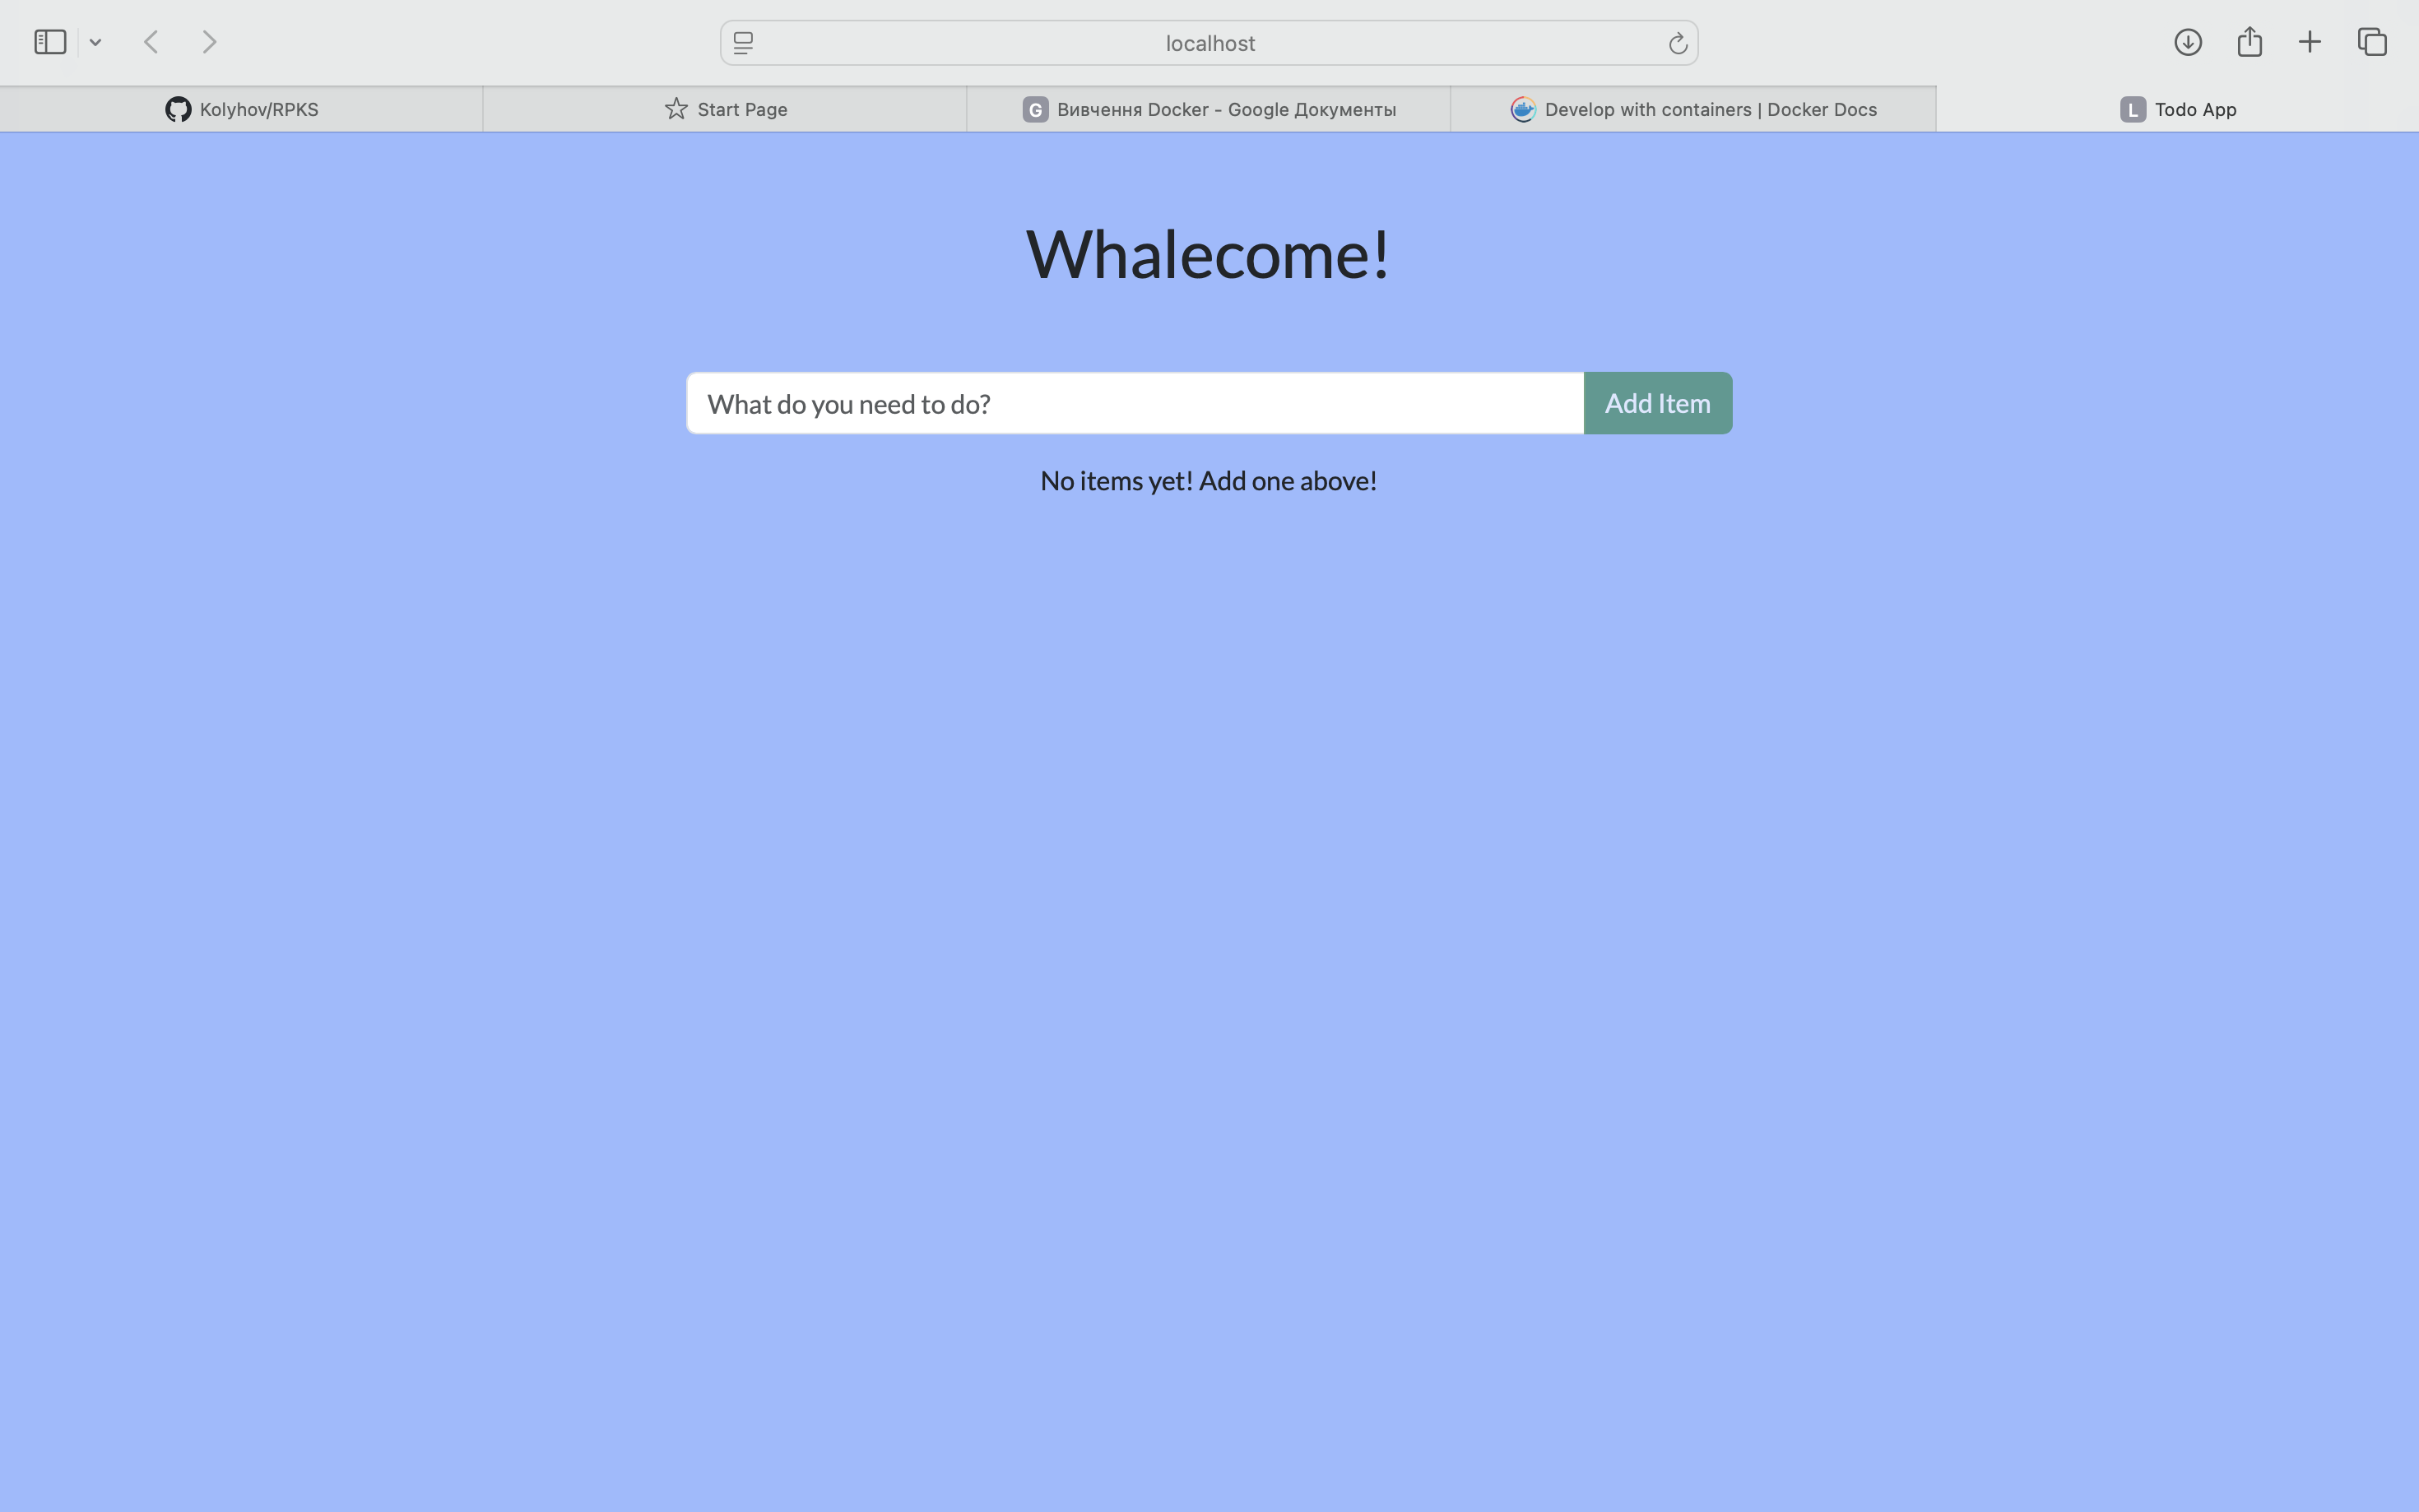 localhost
Kolyhov/RPKS
Start Page
G Вивчення Docker - Google Документы
Develop with containers | Docker Docs
L Todo App
Whalecome!
What do you need to do?
Add Item
No items yet! Add one above!